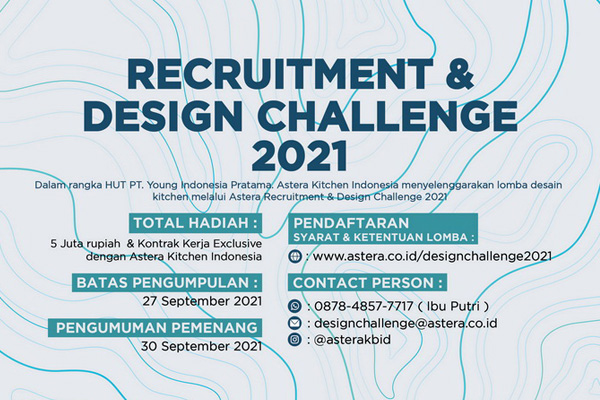 RECRUITMENT &
DESIGN CHALLENGE
2021
Dalam rangka HUT PT. Young Indonesia Pratama. Astera Kitchen Indonesia menyelenggarakan lomba desain
kitchen melalui Astera Recruitment & Design Challenge 2021
TOTAL HADIAH :
5 Juta rupiah & Kontrak Kerja Exclusive
dengan Astera Kitchen Indonesia
BATAS PENGUMPULAN :
27 September 2021
PENGUMUMAN PEMENANG
30 September 2021
PENDAFTARAN
SYARAT & KETENTUAN LOMBA :
: www.astera.co.id/designchallenge2021
CONTACT PERSON :
: 0878-4857-7717 ( Ibu Putri )
: designchallenge@astera.co.id
: @asterakbid